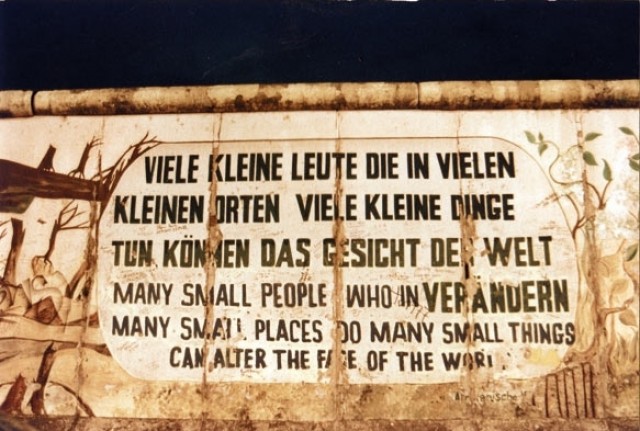 VIELE KLEINE LEUTE DIE IN VIELEN
KLEINEN ORTEN VIELE KLEINE DINGE
TUN KÖNNEN DAS GESICHT DER WELT
MANY SMALL PEOPLE WHO IN VERÄNDERN
MANY SMALL PLACES DO MANY SMALL THINGS
CAN ALTER THE FACE OF THE WORL